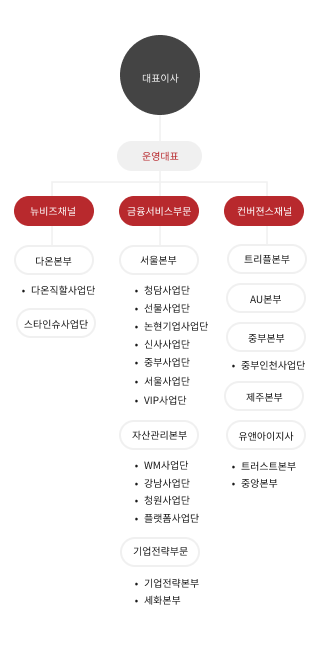 대표이사
운영대표
뉴비즈채널
다온본부
• 다온직할사업단
스타인슈사업단
금융서비스부문
서울본부
• 청담사업단
• 선물사업단
• 논현기업사업단
• 신사사업단
• 중부사업단
• 서울사업단
• VIP사업단
자산관리본부
• WM사업단
• 강남사업단
• 청원사업단
• 플랫폼사업단
기업전략부문
• 기업전략본부
• 세화본부
컨버젼스채널
트리플본부
AU본부
중부본부
• 중부인천사업단
제주본부
유앤아이지사
• 트러스트본부
• 중앙본부